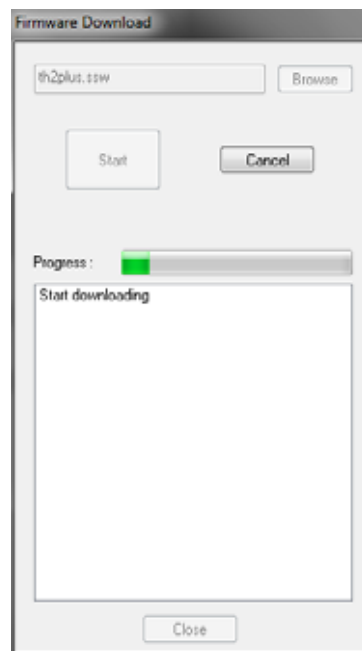 Firmware Download
th2plus.ssw
Browse
Start
Cancel
Progress :
Start downloading
Close